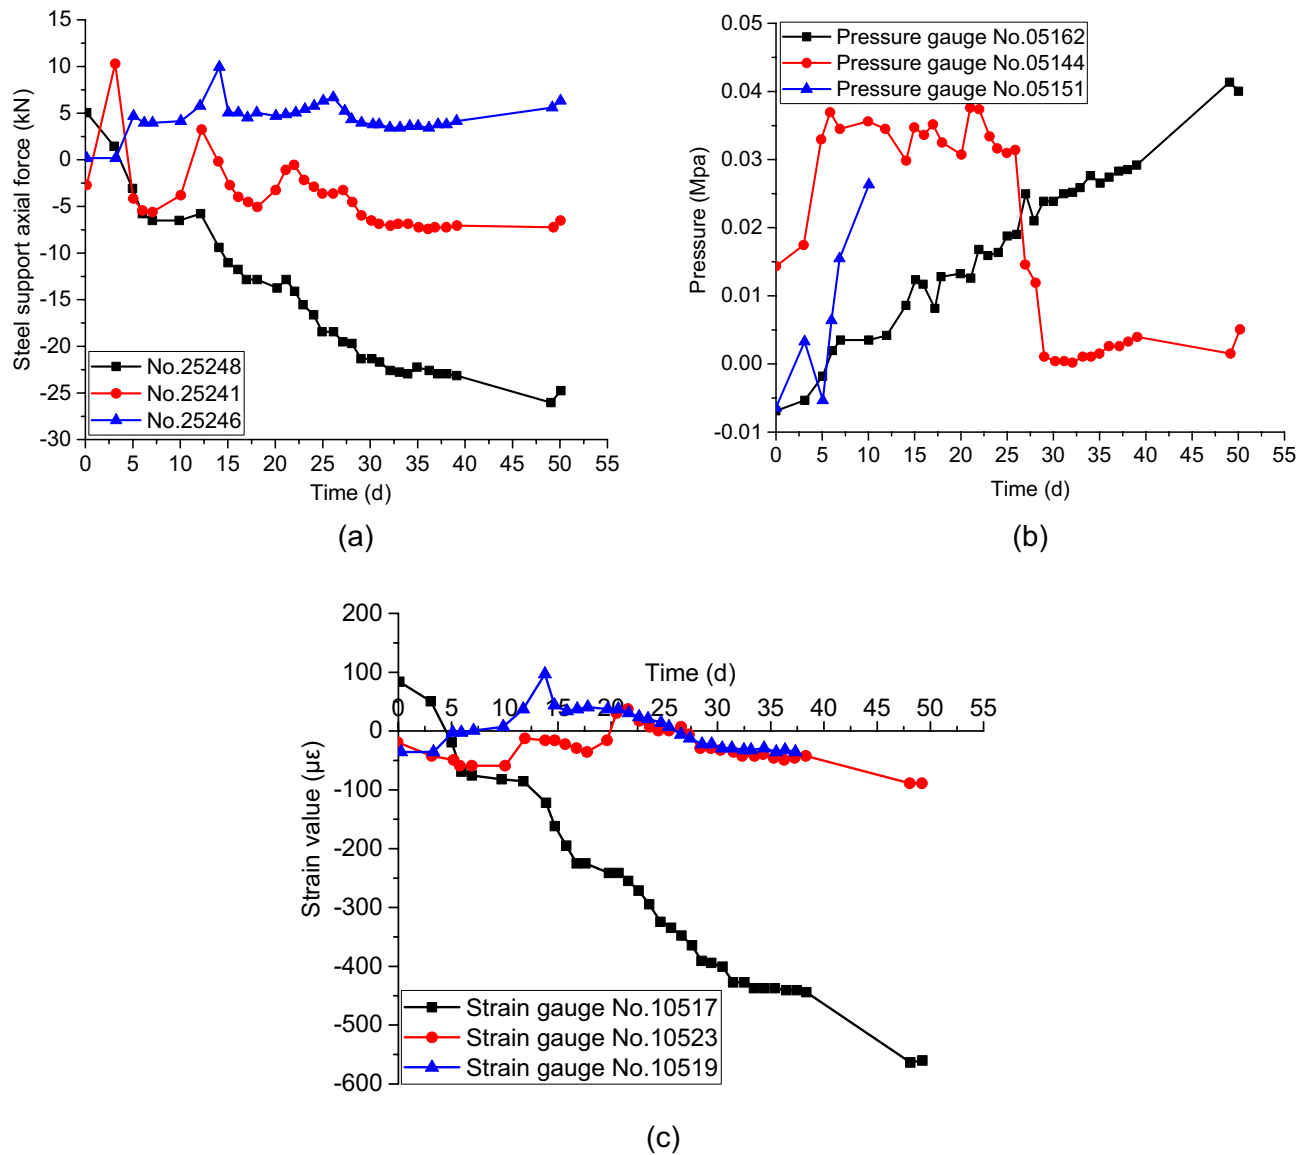 Steel support axial force (kN)
15
10
5
0
-5
-10
-15
-20
-25
-30
No.25248
No.25241
No.25246
0 5 10 15 20 25 30 35 40 45 50 55
Time (d)
(a)
Pressure (Mpa)
0.05
0.04
0.03
0.02
0.01
0.00
-0.01
Pressure gauge No.05162
Pressure gauge No.05144
Pressure gauge No.05151
0 5 10 15 20 25 30 35 40 45 50 55
Time (d)
(b)
Strain value (με)
200
100
0
-100
-200
-300
-400
-500
-600
Time (d)
0 5 10 15 20 25 30 35 40 45 50 55
Strain gauge No.10517
Strain gauge No.10523
Strain gauge No.10519
(c)